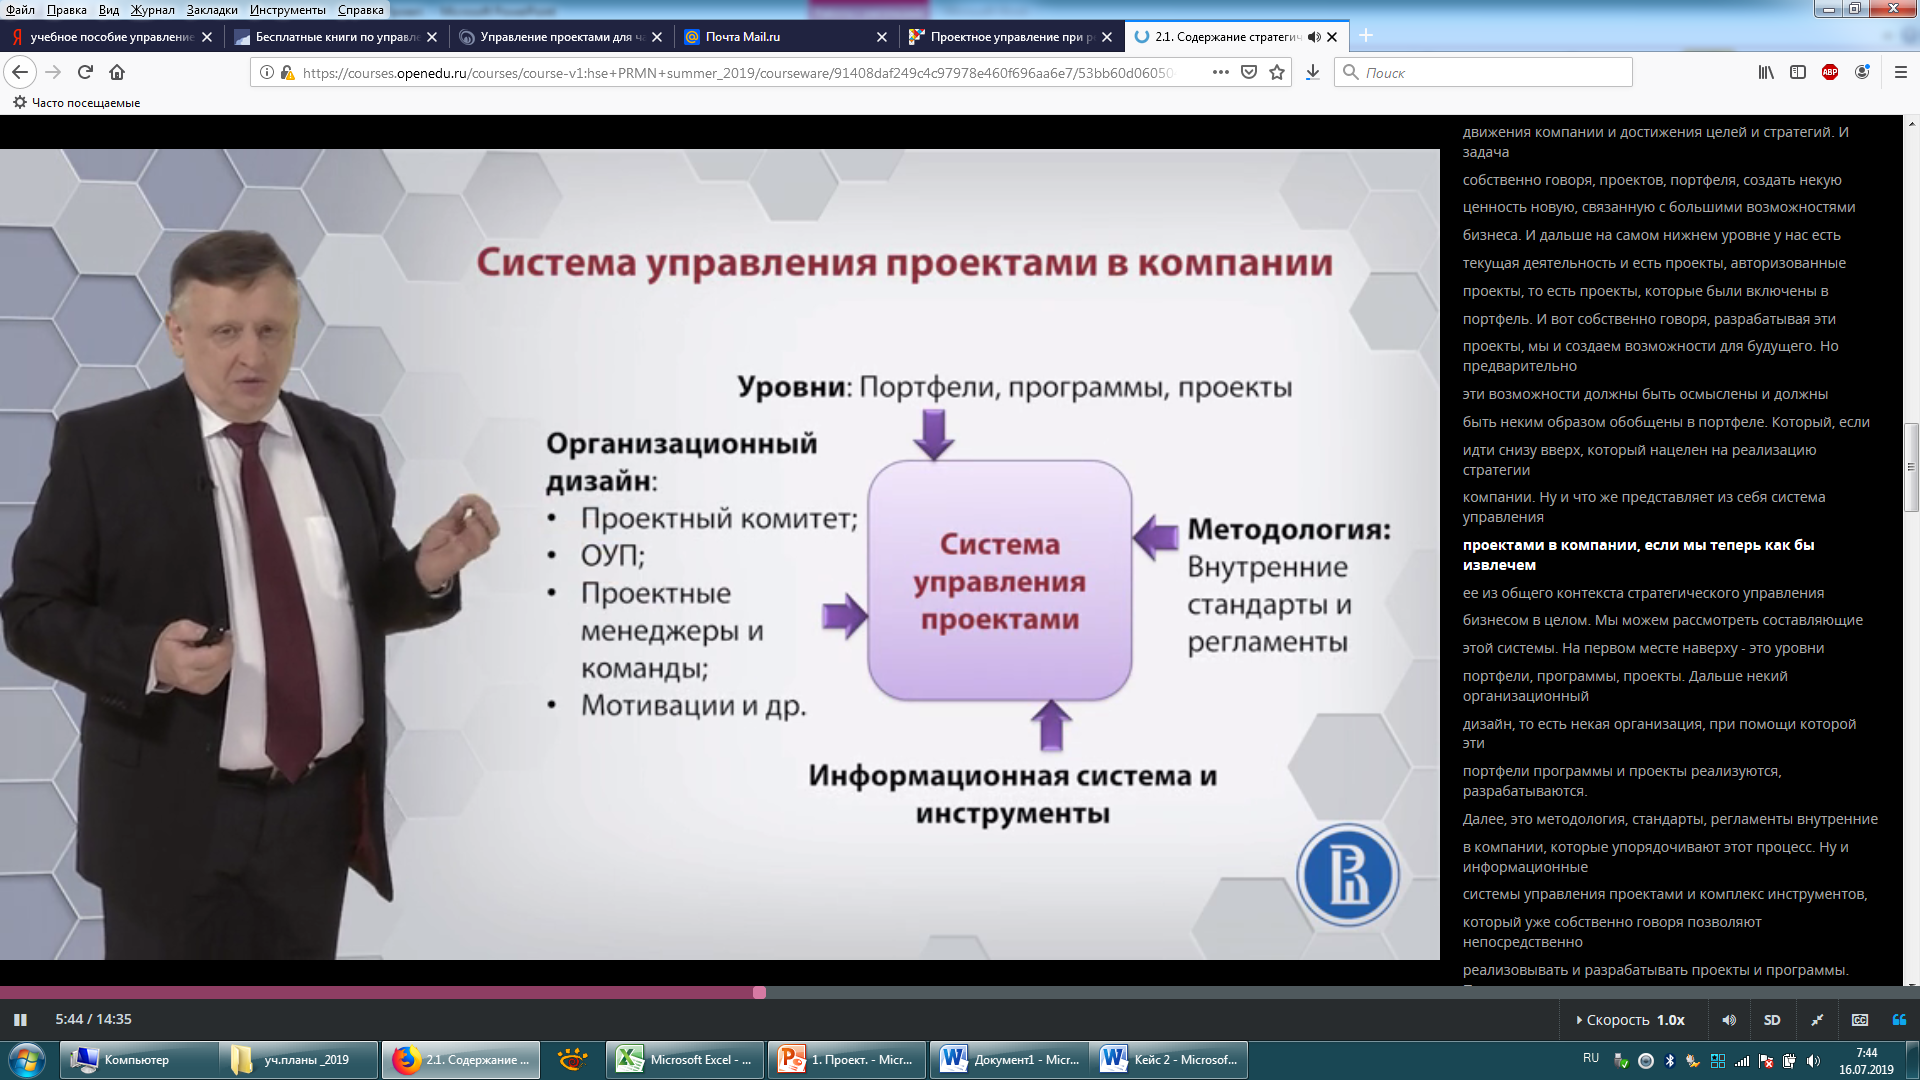 Файл Правка Вид Журнал Закладки Инструменты Справка
учебное пособие управление
Бесплатные книги по управле
Управление проектами для ча
Почта Mail.ru
Проектное управление при р
2.1. Содержание стратегич
https://courses.openedu.ru/courses/course-v1:hse+PRMN+summer_2019/courseware/91408daf249c4c97978e460f696aa6e7/53bb60d06050
Поиск
ABP
Часто посещаемые
Система управления проектами в компании
Уровни: Портфели, программы, проекты
Организационный
дизайн:
• Проектный комитет;
• ОУП;
• Проектные
менеджеры и
команды;
• Мотивации и др.
Система
управления
проектами
Методология:
Внутренние
стандарты и
регламенты
Информационная система и
инструменты
движения компании и достижения целей и стратегий. И
задача
собственно говоря, проектов, портфеля, создать некую
ценность новую, связанную с большими возможностями
бизнеса. И дальше на самом нижнем уровне у нас есть
текущая деятельность и есть проекты, авторизованные
проекты, то есть проекты, которые были включены в
портфель. И вот собственно говоря, разрабатывая эти
проекты, мы и создаем возможности для будущего. Но
предварительно
эти возможности должны быть осмыслены и должны
быть неким образом обобщены в портфеле. Который, если
идти снизу вверх, который нацелен на реализацию
стратегии
компании. Ну и что же представляет из себя система
управления
проектами в компании, если мы теперь как бы
извлечем
ее из общего контекста стратегического управления
бизнесом в целом. Мы можем рассмотреть составляющие
этой системы. На первом месте наверху - это уровни
портфели, программы, проекты. Дальше некий
организационный
дизайн, то есть некая организация, при помощи которой
эти
портфели программы и проекты реализуются,
разрабатываются.
Далее, это методология, стандарты, регламенты внутренние
в компании, которые упорядочивают этот процесс. Ну и
информационные
системы управления проектами и комплекс инструментов,
который уже собственно говоря позволяют
непосредственно
реализовывать и разрабатывать проекты и программы.
5:44 / 14:35
Скорость 1.0x
SD
CC
Компьютер
уч.планы _2019
2.1. Содержание ...
Microsoft Excel - ...
1. Проект. - Micr...
Документ1 - Micr...
Кейс 2 - Microsof...
RU
7:44
16.07.2019